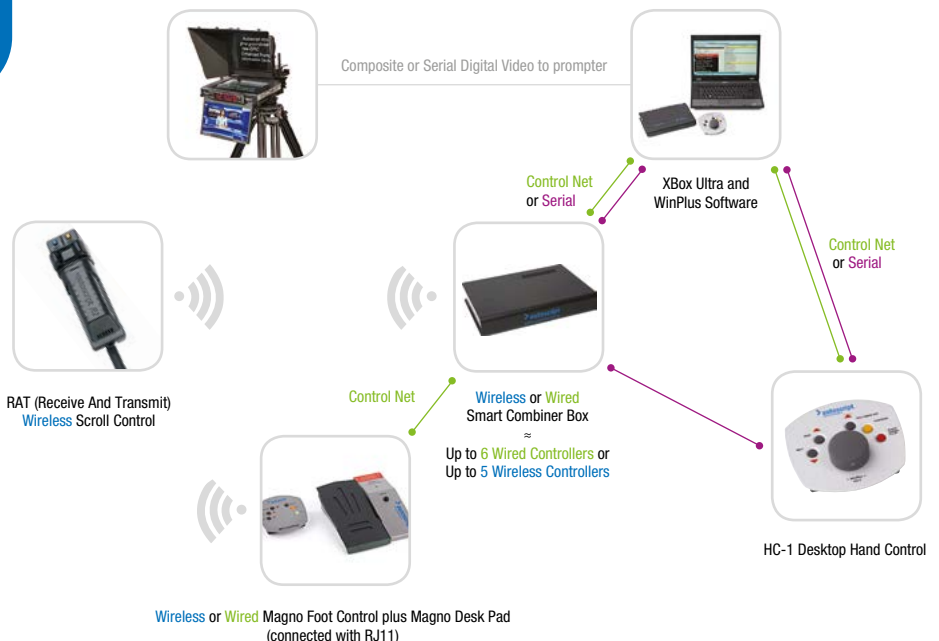 Composite or Serial Digital Video to prompter
XBox Ultra and
WinPlus Software
Control Net
or Serial
Control Net
or Serial
RAT (Receive And Transmit)
Wireless Scroll Control
Control Net
Wireless or Wired
Smart Combiner Box
≈
Up to 6 Wired Controllers or
Up to 5 Wireless Controllers
autoscript
HC-1 Desktop Hand Control
Wireless or Wired Magno Foot Control plus Magno Desk Pad
(connected with RJ11)